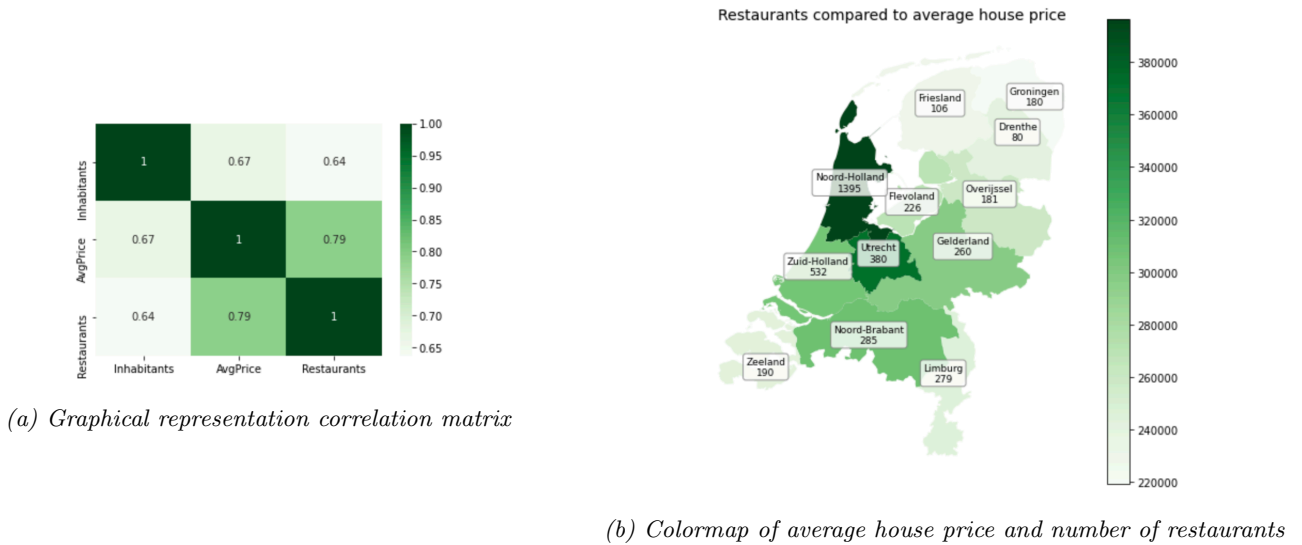 Restaurants compared to average house price
Inhabitants
AvgPrice
Restaurants
1
0.67
0.64
0.67
1
0.79
0.64
0.79
1
Inhabitants
AvgPrice
Restaurants
1.00
0.95
0.90
0.85
0.80
0.75
0.70
0.65
(a) Graphical representation correlation matrix
Friesland
106
Groningen
180
Drenthe
80
Noord-Holland
1395
Flevoland
226
Overijssel
181
Utrecht
380
Gelderland
260
Zuid-Holland
532
Noord-Brabant
285
Zeeland
190
Limburg
279
380000
360000
340000
320000
300000
280000
260000
240000
220000
(b) Colormap of average house price and number of restaurants